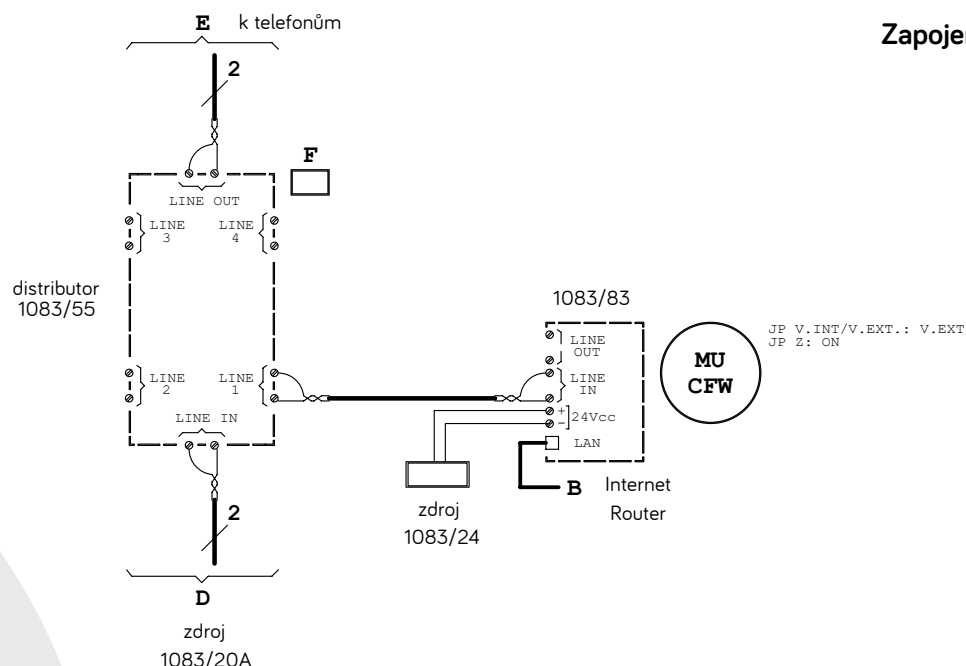 E k telefonům
Zapojen
2
F
LINE OUT
LINE
3
LINE
4
distributor
1083/55
LINE
2
LINE
1
LINE IN
2
D
zdroj
1083/20A
1083/83
LINE
OUT
LINE
IN
+
-
24Vcc
LAN
MU
CFW
JP V.INT/V.EXT.: V.EXT
JP Z: ON
B
Internet
Router
zdroj
1083/24